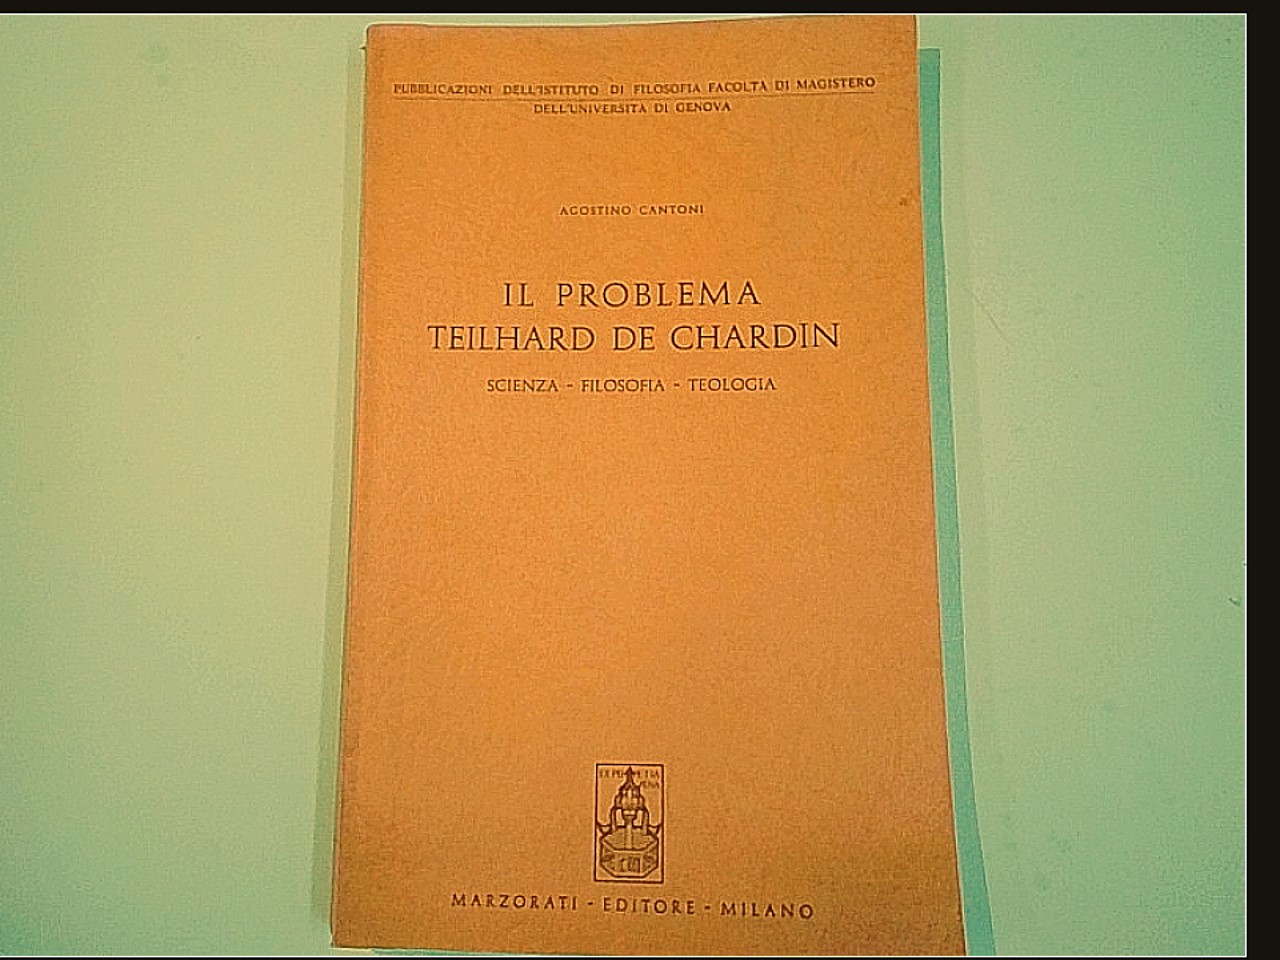 PUBBLICAZIONI DELL'ISTITUTO DI FILOSOFIA FACOLTÀ DI MAGISTERO
DELL'UNIVERSITÀ DI GENOVA
AGOSTINO CANTONI
IL PROBLEMA
TEILHARD DE CHARDIN
SCIENZA - FILOSOFIA - TEOLOGIA
MARZORATI - EDITORE - MILANO